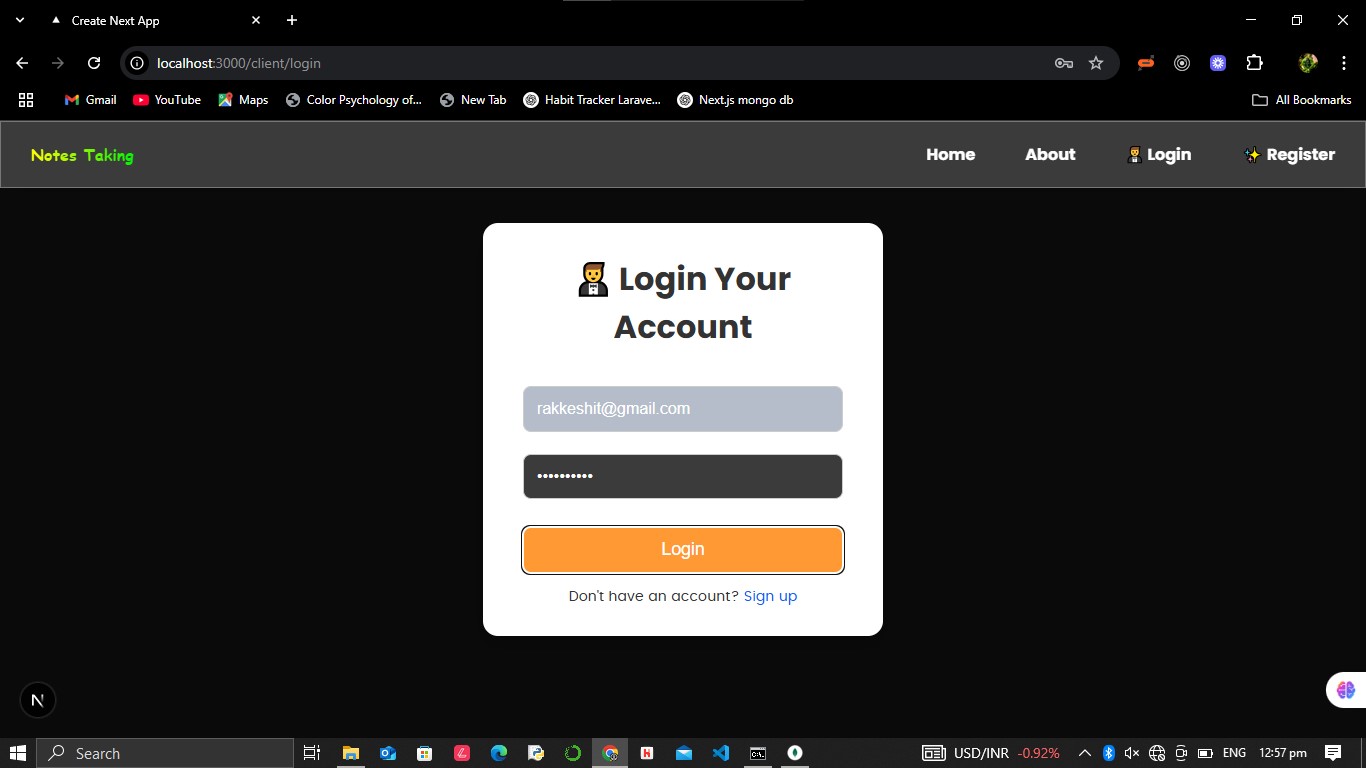 Create Next App
localhost:3000/client/login
Gmail
YouTube
Maps
Color Psychology of...
New Tab
Habit Tracker Larave...
Next.js mongo db
All Bookmarks
Notes Taking
Home
About
Login
Register
Login Your
Account
rakkeshit@gmail.com
••••••••••
Login
Don't have an account? Sign up
N
Search
USD/INR -0.92%
ENG
12:57 pm